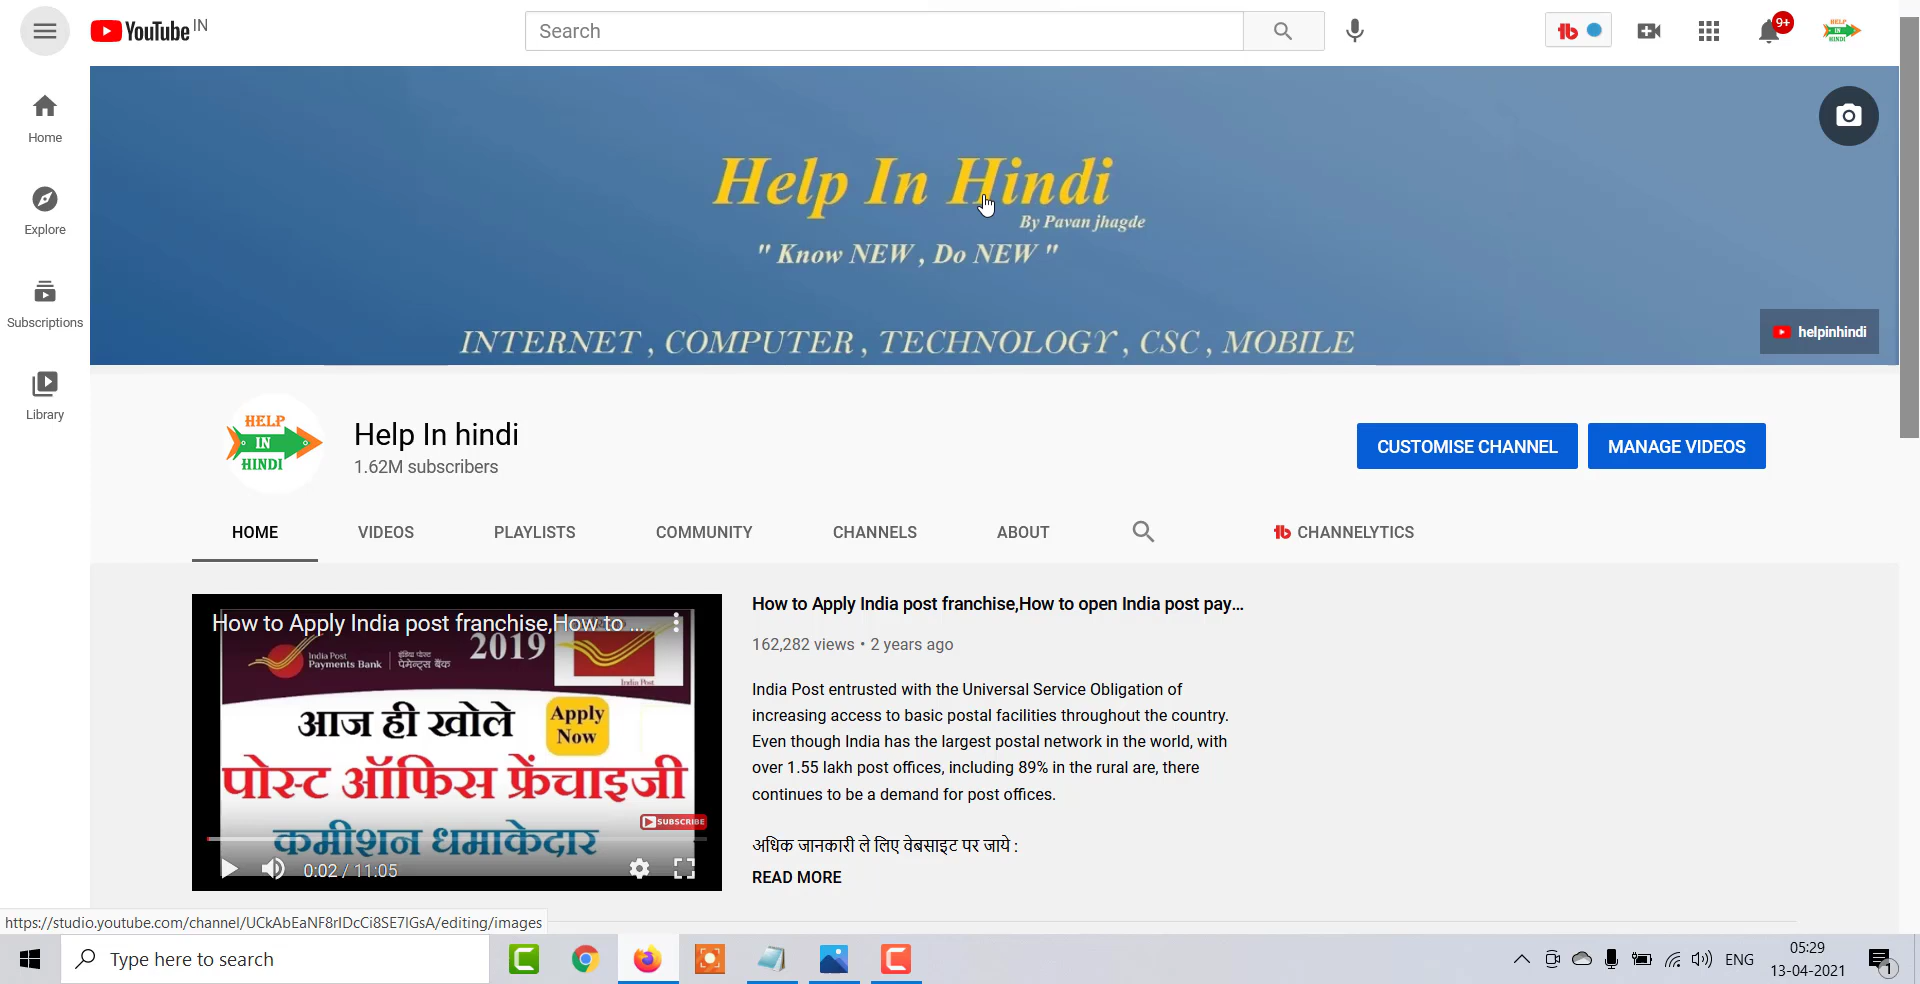 YouTube IN
Search
9+
HELP
IN
HINDI
Home
Explore
Subscriptions
Library
Help In Hindi
By Pavan jhagde
" Know NEW , Do NEW "
INTERNET , COMPUTER , TECHNOLOGY , CSC , MOBILE
helpinhindi
HELP
IN
HINDI
Help In hindi
1.62M subscribers
CUSTOMISE CHANNEL
MANAGE VIDEOS
HOME
VIDEOS
PLAYLISTS
COMMUNITY
CHANNELS
ABOUT
CHANNELYTICS
How to Apply India post franchise,How to ...
India Post
Payments Bank
इंडिया पोस्ट
पेमेन्ट्स बैंक
2019
India Post
आज ही खोले
Apply
Now
पोस्ट ऑफिस फ्रेंचाइजी
SUBSCRIBE
कमीशन धमाकेदार
0:02 / 11:05
How to Apply India post franchise,How to open India post pay...
162,282 views • 2 years ago
India Post entrusted with the Universal Service Obligation of
increasing access to basic postal facilities throughout the country.
Even though India has the largest postal network in the world, with
over 1.55 lakh post offices, including 89% in the rural are, there
continues to be a demand for post offices.
अधिक जानकारी ले लिए वेबसाइट पर जाये :
READ MORE
https://studio.youtube.com/channel/UCkAbEaNF8rIDcCi8SE7IGsA/editing/images
Type here to search
ENG
05:29
13-04-2021
1